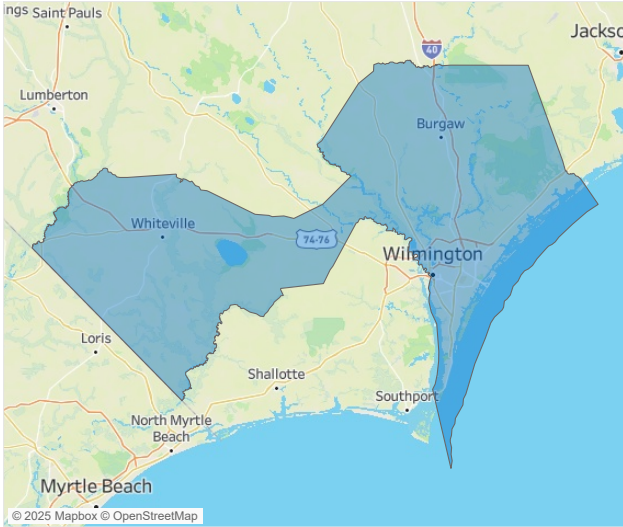 ngs
Saint Pauls
Jackso
40
Lumberton
Burgaw
Whiteville
74-76
Wilmington
Loris
Shallotte
Southport
North Myrtle
Beach
Myrtle Beach
© 2025 Mapbox © OpenStreetMap